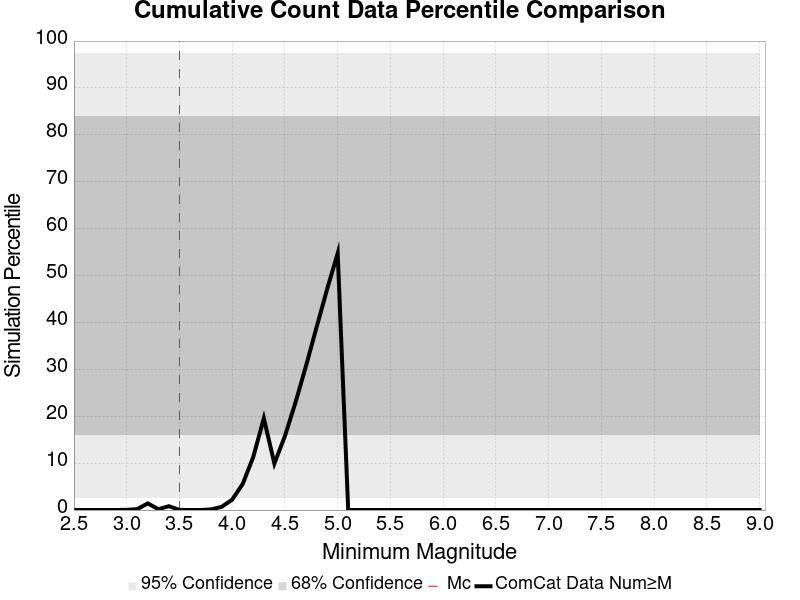 Cumulative Count Data Percentile Comparison
100
90
80
70
60
50
40
30
20
10
0
Simulation Percentile
2.5 3.0 3.5 4.0 4.5 5.0 5.5 6.0 6.5 7.0 7.5 8.0 8.5 9.0
Minimum Magnitude
95% Confidence 68% Confidence Mc ComCat Data Num≥M